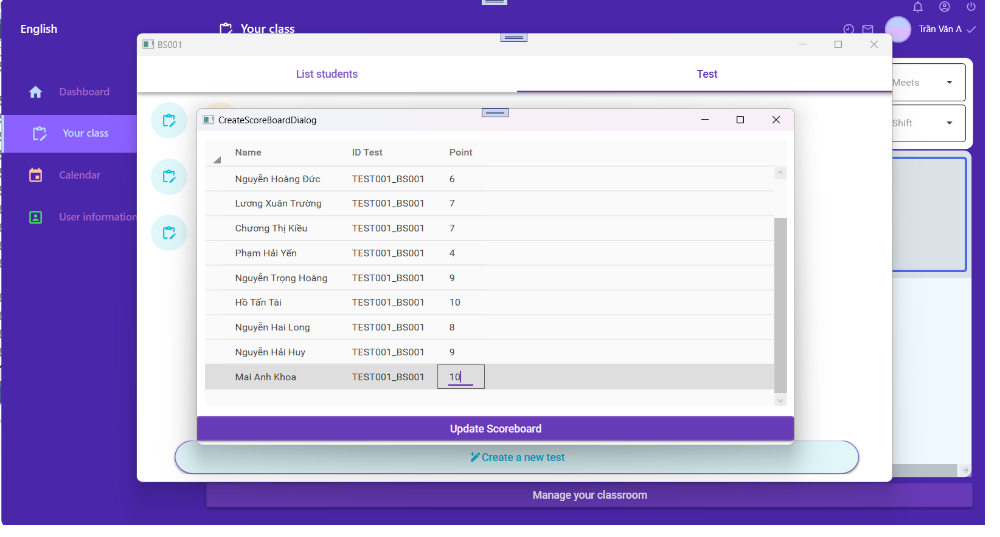 English
Your class
Trần Văn A
Dashboard
Your class
Calendar
User information
BS001
List students
Test
Meets
Shift
CreateScoreBoardDialog
Name ID Test Point
Nguyễn Hoàng Đức TEST001_BS001 6
Lương Xuân Trường TEST001_BS001 7
Chương Thị Kiều TEST001_BS001 7
Phạm Hải Yến TEST001_BS001 4
Nguyễn Trọng Hoàng TEST001_BS001 9
Hồ Tấn Tài TEST001_BS001 10
Nguyễn Hai Long TEST001_BS001 8
Nguyễn Hải Huy TEST001_BS001 9
Mai Anh Khoa TEST001_BS001 10
Update Scoreboard
Create a new test
Manage your classroom